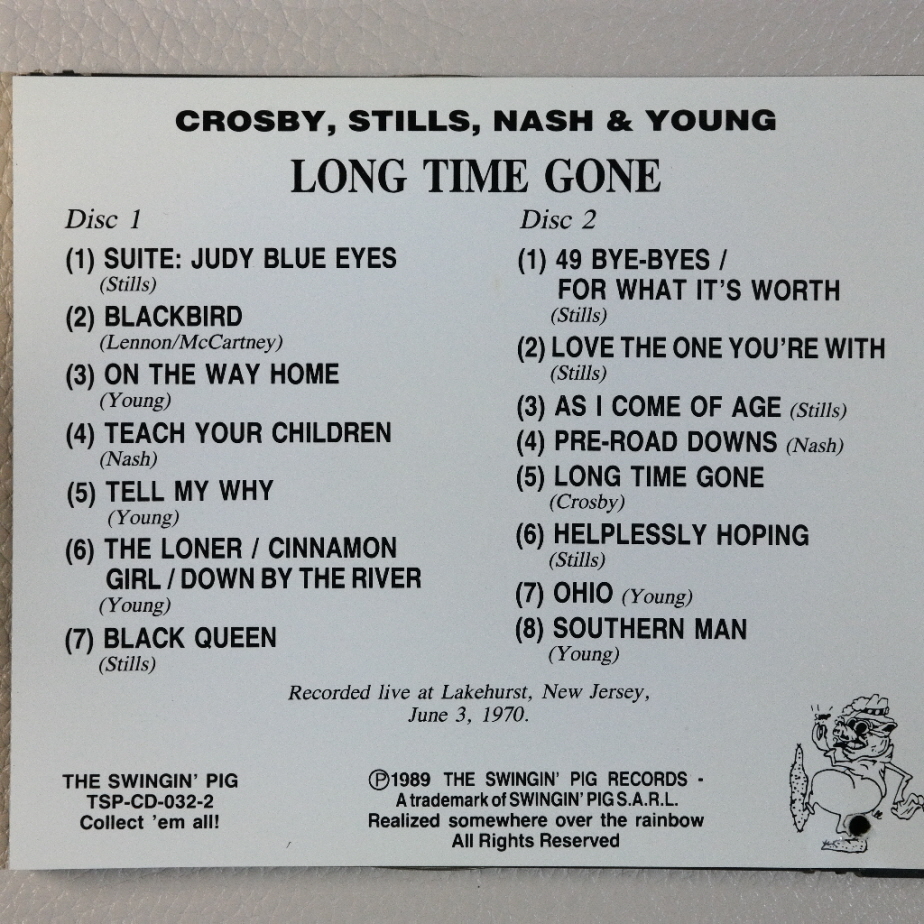 CROSBY, STILLS, NASH & YOUNG
LONG TIME GONE
Disc 1
(1) SUITE: JUDY BLUE EYES
(Stills)
(2) BLACKBIRD
(Lennon/McCartney)
(3) ON THE WAY HOME
(Young)
(4) TEACH YOUR CHILDREN
(Nash)
(5) TELL MY WHY
(Young)
(6) THE LONER / CINNAMON
GIRL / DOWN BY THE RIVER
(Young)
(7) BLACK QUEEN
(Stills)
Disc 2
(1) 49 BYE-BYES /
FOR WHAT IT'S WORTH
(Stills)
(2) LOVE THE ONE YOU'RE WITH
(Stills)
(3) AS I COME OF AGE (Stills)
(4) PRE-ROAD DOWNS (Nash)
(5) LONG TIME GONE
(Crosby)
(6) HELPLESSLY HOPING
(Stills)
(7) OHIO (Young)
(8) SOUTHERN MAN
(Young)
Recorded live at Lakehurst, New Jersey,
June 3, 1970.
THE SWINGIN' PIG
TSP-CD-032-2
Collect 'em all!
Ⓟ1989 THE SWINGIN' PIG RECORDS -
A trademark of SWINGIN' PIG S.A.R.L.
Realized somewhere over the rainbow
All Rights Reserved